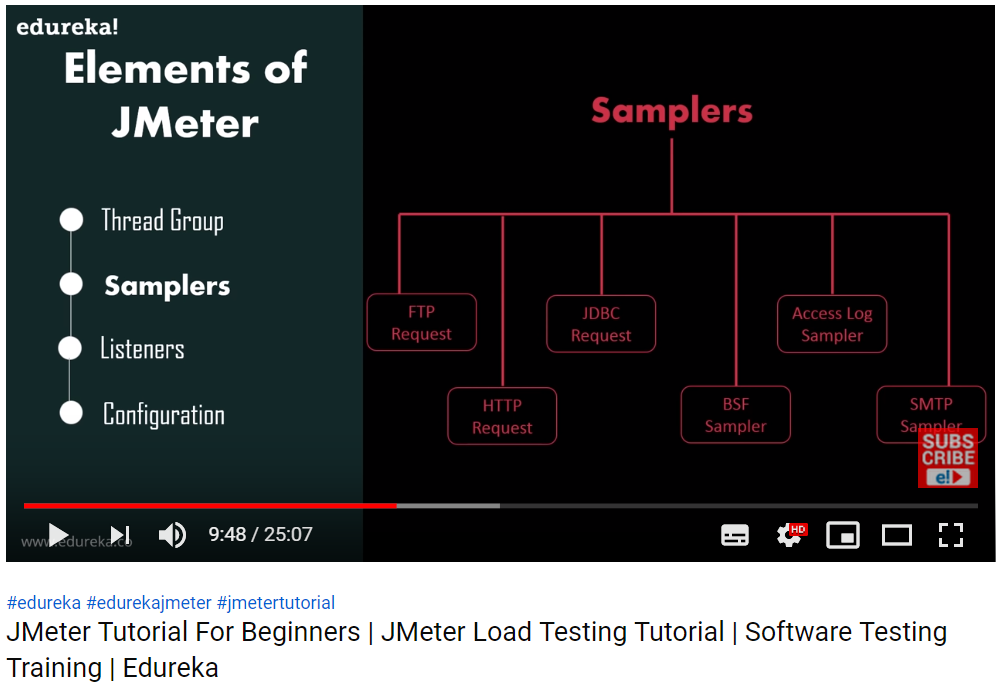 edureka!
Elements of
JMeter
Thread Group
Samplers
Listeners
Configuration
Samplers
FTP
Request
JDBC
Request
Access Log
Sampler
HTTP
Request
BSF
Sampler
SMTP
Sampler
SUBS
CRIBE
e!
www.edureka.co
9:48 / 25:07
HD
#edureka #edurekajmeter #jmetertutorial
JMeter Tutorial For Beginners | JMeter Load Testing Tutorial | Software Testing
Training | Edureka